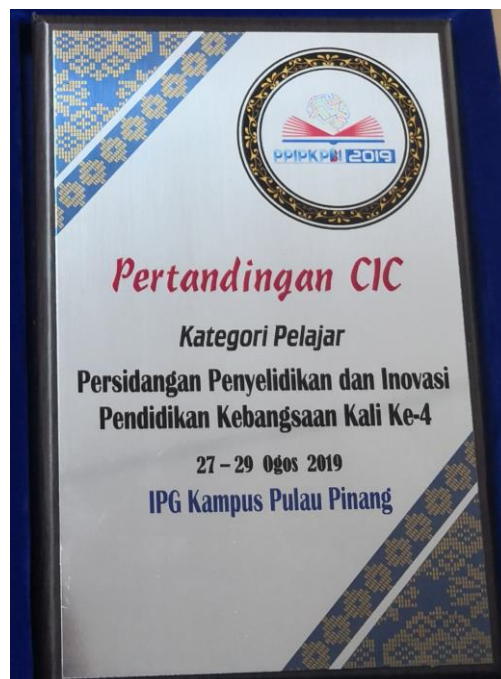 PPIPKPBI 2019
Pertandingan CIC
Kategori Pelajar
Persidangan Penyelidikan dan Inovasi
Pendidikan Kebangsaan Kali Ke-4
27 – 29 Ogos 2019
IPG Kampus Pulau Pinang